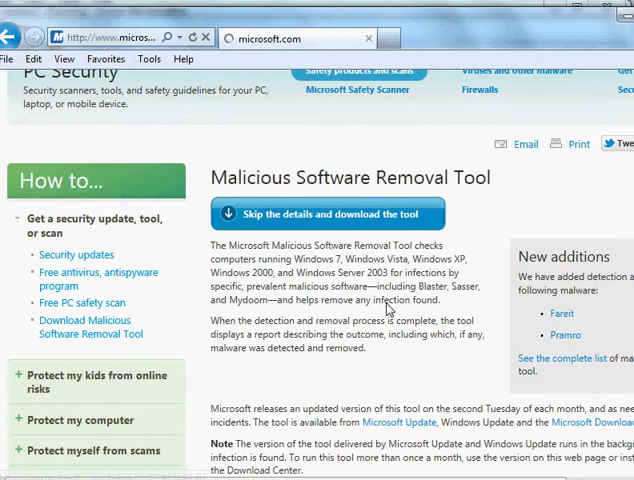 http://www.micros...
microsoft.com
File Edit View Favorites Tools Help
PC Security
Security scanners, tools, and safety guidelines for your PC,
laptop, or mobile device.
Safety products and scans
Viruses and other malware
Microsoft Safety Scanner
Firewalls
Email Print
How to...
Malicious Software Removal Tool
Skip the details and download the tool
Get a security update, tool,
or scan
Security updates
Free antivirus, antispyware
program
Free PC safety scan
Download Malicious
Software Removal Tool
Protect my kids from online
risks
Protect my computer
Protect myself from scams
The Microsoft Malicious Software Removal Tool checks
computers running Windows 7, Windows Vista, Windows XP,
Windows 2000, and Windows Server 2003 for infections by
specific, prevalent malicious software—including Blaster, Sasser,
and Mydoom—and helps remove any infection found.
When the detection and removal process is complete, the tool
displays a report describing the outcome, including which, if any,
malware was detected and removed.
New additions
We have added detection a
following malware:
Fareit
Pramro
See the complete list of ma
tool.
Microsoft releases an updated version of this tool on the second Tuesday of each month, and as nee
incidents. The tool is available from Microsoft Update, Windows Update and the Microsoft Downloa
Note The version of the tool delivered by Microsoft Update and Windows Update runs in the backg
infection is found. To run this tool more than once a month, use the version on this web page or inst
the Download Center.